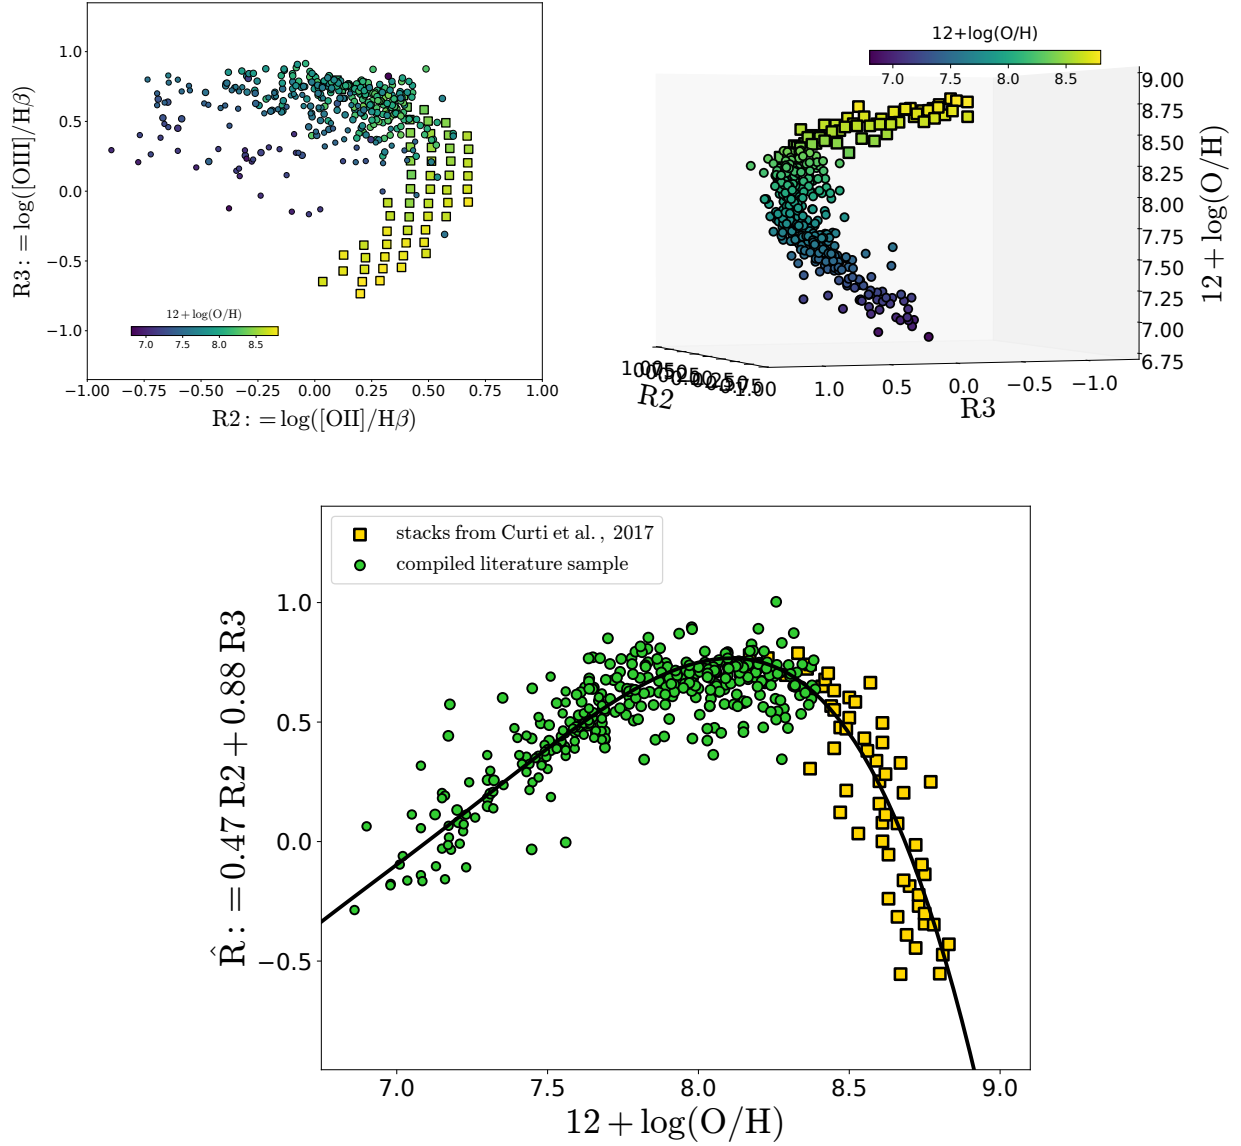 1.0
0.5
0.0
−0.5
−1.0
R3 : = log([OIII]/Hβ)
12+log(O/H)
7.0 7.5 8.0 8.5
−1.00 −0.75 −0.50 −0.25 0.00 0.25 0.50 0.75 1.00
R2 : = log([OII]/Hβ)
12+log(O/H)
7.0 7.5 8.0 8.5
9.00
8.75
8.50
8.25
8.00
7.75
7.50
7.25
7.00
6.75
12 + log(O/H)
R2
1.0 0.5 0.0 −0.5 −1.0
R3
stacks from Curti et al., 2017
compiled literature sample
1.0
0.5
0.0
−0.5
R̂ : = 0.47 R2 + 0.88 R3
7.0 7.5 8.0 8.5 9.0
12 + log(O/H)